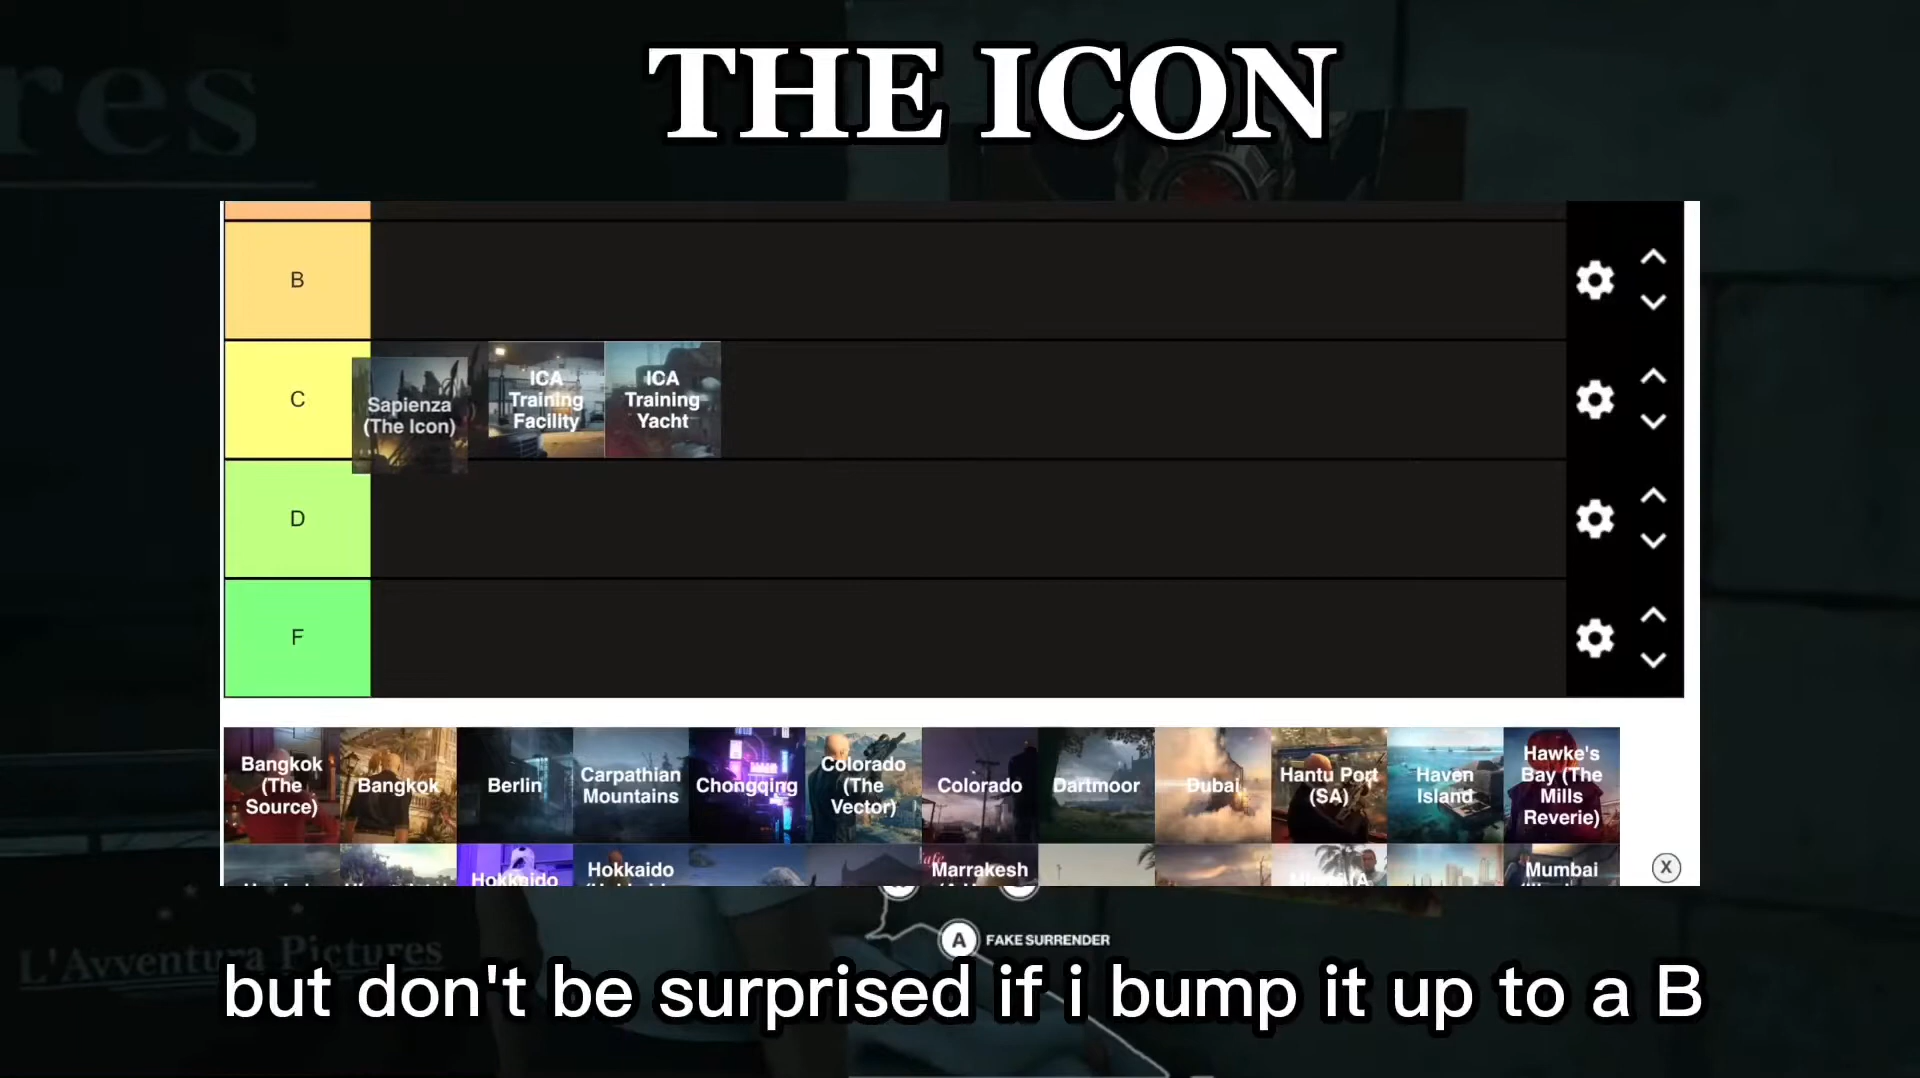 res
THE ICON
B
C
Sapienza
(The Icon)
ICA
Training
Facility
ICA
Training
Yacht
D
F
Bangkok
(The
Source)
Bangkok
Berlin
Carpathian
Mountains
Chongqing
Colorado
(The
Vector)
Colorado
Dartmoor
Dubai
Hantu Port
(SA)
Haven
Island
Hawke's
Bay (The
Mills
Reverie)
Hokkaido
Hokkaido
Marrakesh
Mumbai
X
A FAKE SURRENDER
L'Avventura Pictures
but don't be surprised if i bump it up to a B